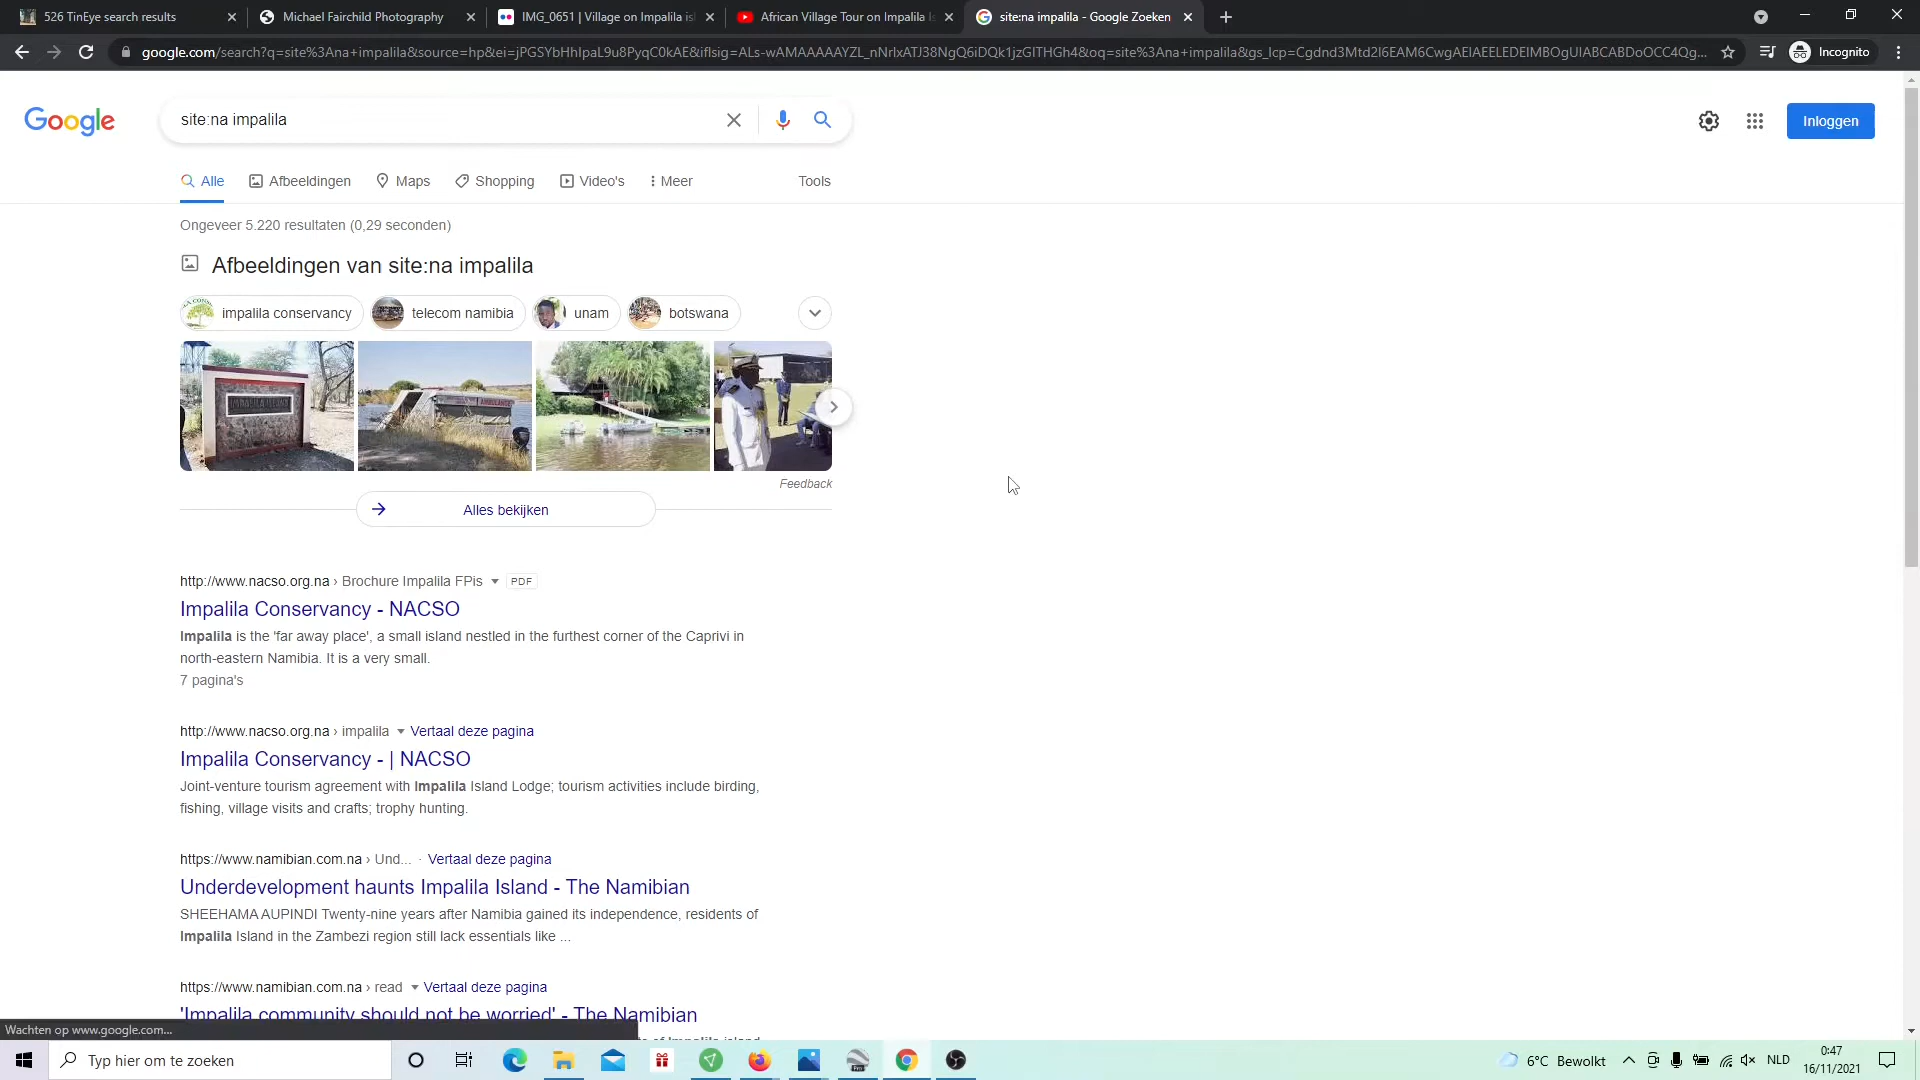 526 TinEye search results
Michael Fairchild Photography
IMG_0651 | Village on Impalila isl
African Village Tour on Impalila Is
site:na impalila - Google Zoeken
google.com/search?q=site%3Ana+impalila&source=hp&ei=jPGSYbHhIpaL9u8PyqC0kAE&iflsig=ALs-wAMAAAAAYZL_nNrlxATJ38NgQ6iDQk1jzGITHGh4&oq=site%3Ana+impalila&gs_lcp=Cgdnd3Mtd2l6EAM6CwgAEIAEELEDEIMBOgUIABCABDoOCC4Qg...
Incognito
Google
site:na impalila
Inloggen
Alle
Afbeeldingen
Maps
Shopping
Video's
Meer
Tools
Ongeveer 5.220 resultaten (0,29 seconden)
Afbeeldingen van site:na impalila
impalila conservancy
telecom namibia
unam
botswana
IMPALILA ISLAND
AMBULANCE
Feedback
Alles bekijken
http://www.nacso.org.na › Brochure Impalila FPis PDF
Impalila Conservancy - NACSO
Impalila is the 'far away place', a small island nestled in the furthest corner of the Caprivi in
north-eastern Namibia. It is a very small.
7 pagina's
http://www.nacso.org.na › impalila Vertaal deze pagina
Impalila Conservancy - | NACSO
Joint-venture tourism agreement with Impalila Island Lodge; tourism activities include birding,
fishing, village visits and crafts; trophy hunting.
https://www.namibian.com.na › Und... · Vertaal deze pagina
Underdevelopment haunts Impalila Island - The Namibian
SHEEHAMA AUPINDI Twenty-nine years after Namibia gained its independence, residents of
Impalila Island in the Zambezi region still lack essentials like ...
https://www.namibian.com.na › read Vertaal deze pagina
'Impalila community should not be worried' - The Namibian
Wachten op www.google.com...
Typ hier om te zoeken
6°C Bewolkt
NLD
0:47
16/11/2021